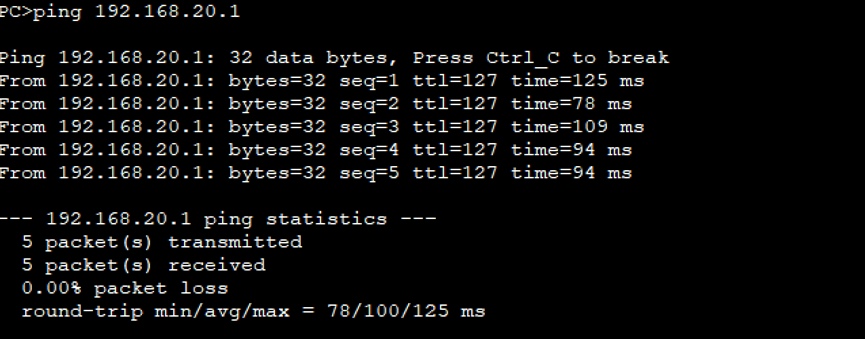 PC>ping 192.168.20.1
Ping 192.168.20.1: 32 data bytes, Press Ctrl_C to break
From 192.168.20.1: bytes=32 seq=1 ttl=127 time=125 ms
From 192.168.20.1: bytes=32 seq=2 ttl=127 time=78 ms
From 192.168.20.1: bytes=32 seq=3 ttl=127 time=109 ms
From 192.168.20.1: bytes=32 seq=4 ttl=127 time=94 ms
From 192.168.20.1: bytes=32 seq=5 ttl=127 time=94 ms
--- 192.168.20.1 ping statistics ---
5 packet(s) transmitted
5 packet(s) received
0.00% packet loss
round-trip min/avg/max = 78/100/125 ms